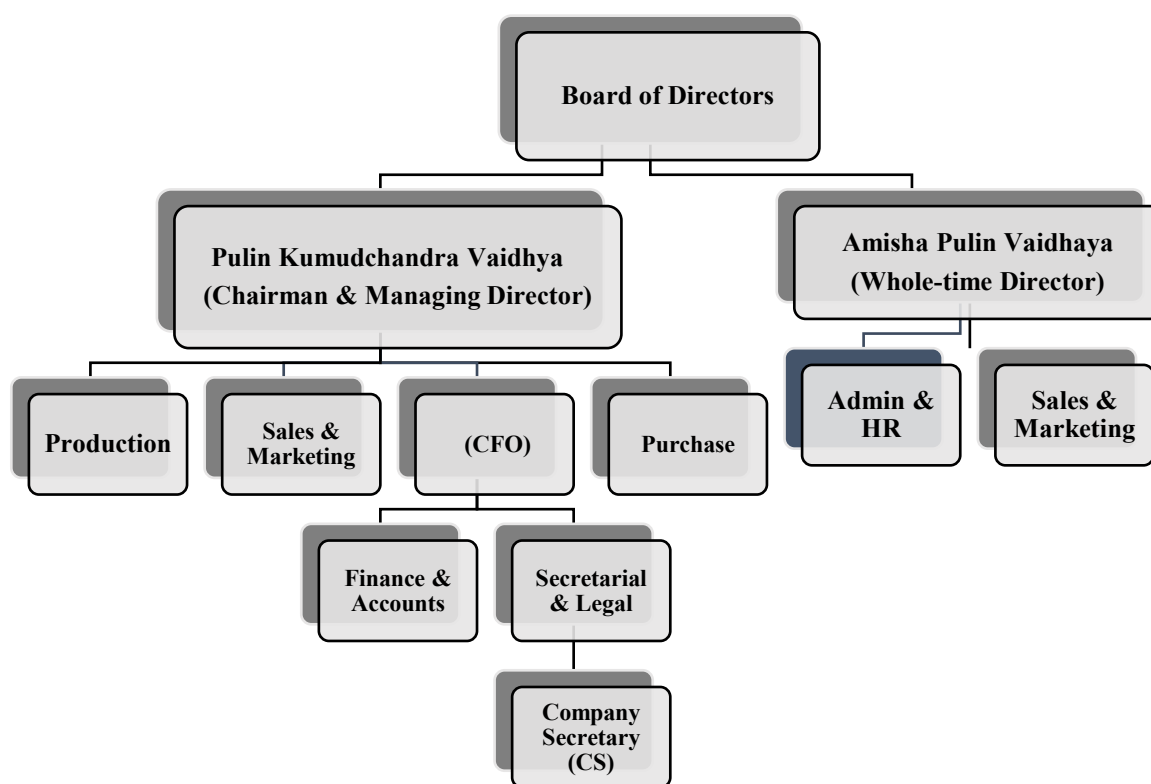 Board of Directors
Pulin Kumudchandra Vaidhya
(Chairman & Managing Director)
Amisha Pulin Vaidhaya
(Whole-time Director)
Production
Sales &
Marketing
(CFO)
Purchase
Admin &
HR
Sales &
Marketing
Finance &
Accounts
Secretarial
& Legal
Company
Secretary
(CS)